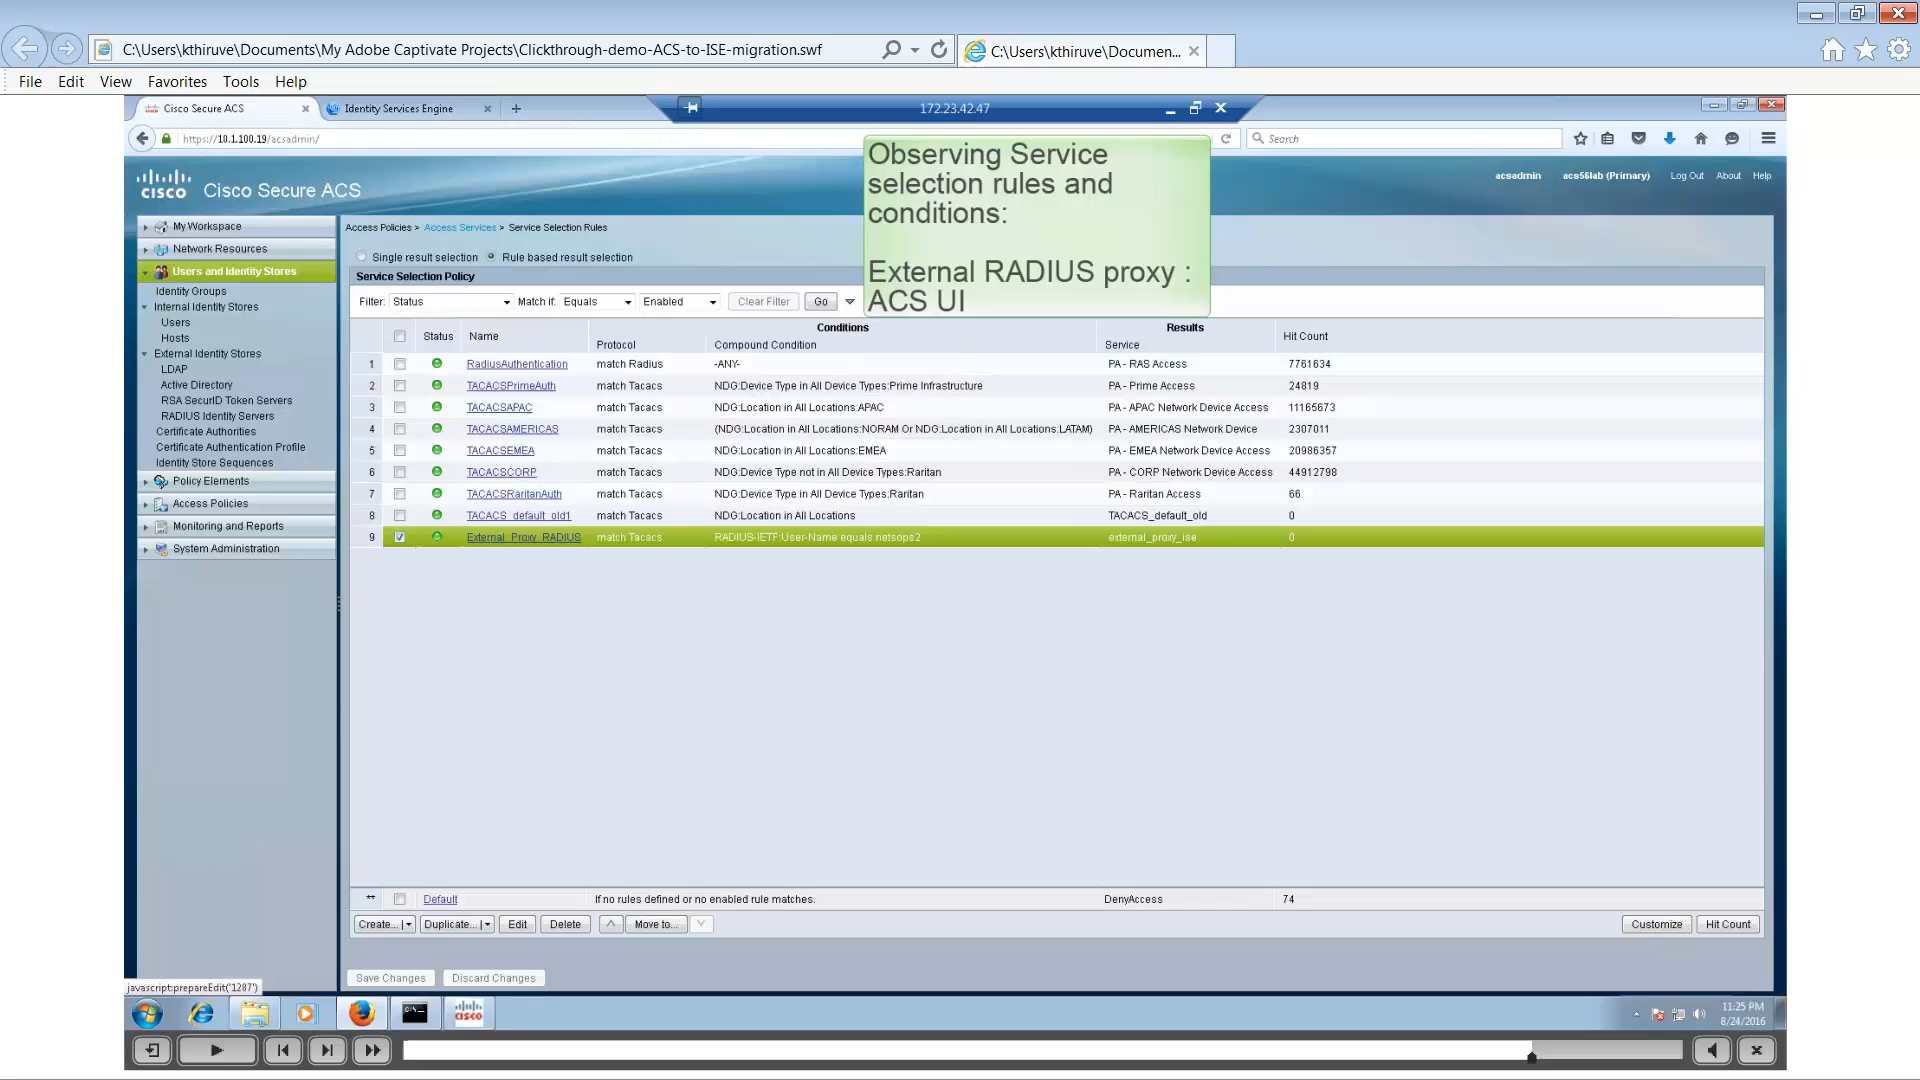 C:\Users\kthiruve\Documents\My Adobe Captivate Projects\Clickthrough-demo-ACS-to-ISE-migration.swf
C:\Users\kthiruve\Documen...
File Edit View Favorites Tools Help
Cisco Secure ACS
Identity Services Engine
172.23.42.47
https://10.1.100.19/acsadmin/
Search
Observing Service
selection rules and
conditions:
External RADIUS proxy :
ACS UI
CISCO Cisco Secure ACS
acsadmin acs56lab (Primary) Log Out About Help
My Workspace
Network Resources
Users and Identity Stores
Identity Groups
Internal Identity Stores
Users
Hosts
External Identity Stores
LDAP
Active Directory
RSA SecurID Token Servers
RADIUS Identity Servers
Certificate Authorities
Certificate Authentication Profile
Identity Store Sequences
Policy Elements
Access Policies
Monitoring and Reports
System Administration
Access Policies > Access Services > Service Selection Rules
Single result selection Rule based result selection
Service Selection Policy
Filter: Status Match if: Equals Enabled Clear Filter Go
Conditions Results
Status Name Protocol Compound Condition Service Hit Count
1 RadiusAuthentication match Radius -ANY- PA - RAS Access 7761634
2 TACACSPrimeAuth match Tacacs NDG:Device Type in All Device Types:Prime Infrastructure PA - Prime Access 24819
3 TACACSAPAC match Tacacs NDG:Location in All Locations:APAC PA - APAC Network Device Access 11165673
4 TACACSAMERICAS match Tacacs (NDG:Location in All Locations:NORAM Or NDG:Location in All Locations:LATAM) PA - AMERICAS Network Device 2307011
5 TACACSEMEA match Tacacs NDG:Location in All Locations:EMEA PA - EMEA Network Device Access 20986357
6 TACACSCORP match Tacacs NDG:Device Type not in All Device Types:Raritan PA - CORP Network Device Access 44912798
7 TACACSRaritanAuth match Tacacs NDG:Device Type in All Device Types:Raritan PA - Raritan Access 66
8 TACACS_default_old1 match Tacacs NDG:Location in All Locations TACACS_default_old 0
9 External_Proxy_RADIUS match Tacacs RADIUS-IETF:User-Name equals netsops2 external_proxy_ise 0
** Default If no rules defined or no enabled rule matches. DenyAccess 74
Create... Duplicate... Edit Delete Move to... Customize Hit Count
Save Changes Discard Changes
javascript:prepareEdit('1287')
CISCO
11:25 PM
8/24/2016